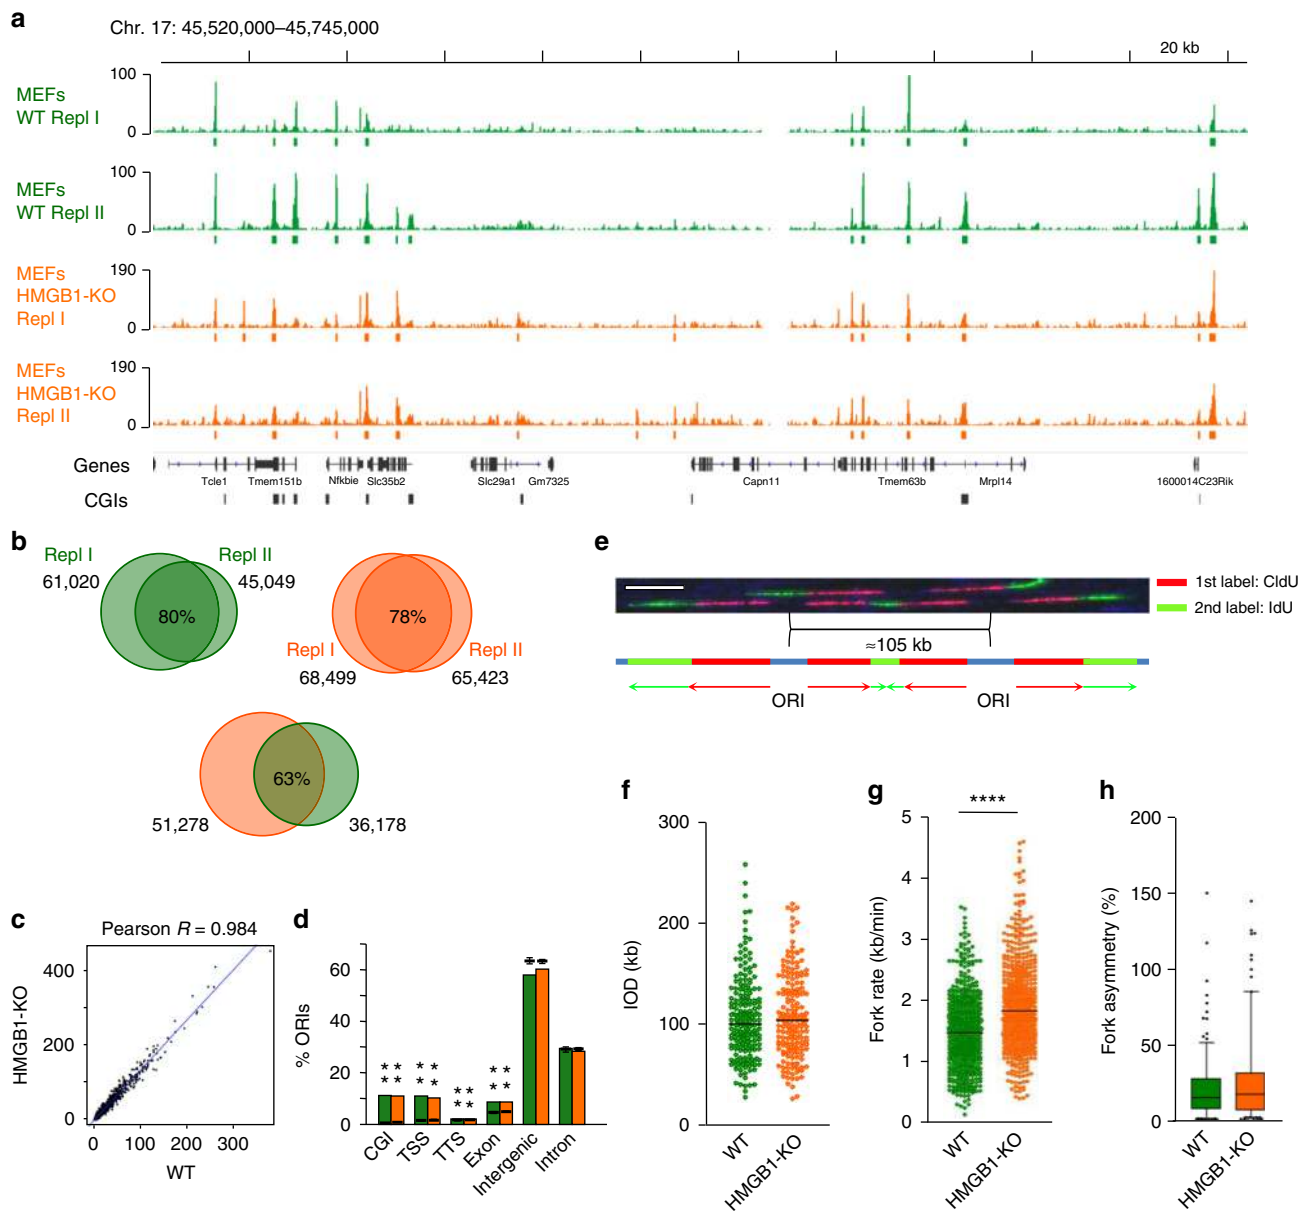 a
Chr. 17: 45,520,000–45,745,000
20 kb
MEFs
WT Repl I
100
0
MEFs
WT Repl II
100
0
MEFs
HMGB1-KO
Repl I
190
0
MEFs
HMGB1-KO
Repl II
190
0
Genes
Tcle1 Tmem151b Nfkbie Slc35b2 Slc29a1 Gm7325 Capn11 Tmem63b Mrpl14 1600014C23Rik
CGIs
b
Repl I
61,020
Repl II
45,049
80%
78%
Repl I
68,499
Repl II
65,423
63%
51,278
36,178
c
Pearson R = 0.984
HMGB1-KO
400
200
0
0 100 200 300
WT
d
% ORIs
60
40
20
0
** ** ** ** ** ** ** **
CGI TSS TTS Exon Intergenic Intron
e
1st label: CldU
2nd label: IdU
≈105 kb
ORI ORI
f
IOD (kb)
300
200
100
0
WT HMGB1-KO
g
Fork rate (kb/min)
****
5
4
3
2
1
0
WT HMGB1-KO
h
Fork asymmetry (%)
200
150
100
50
0
WT HMGB1-KO